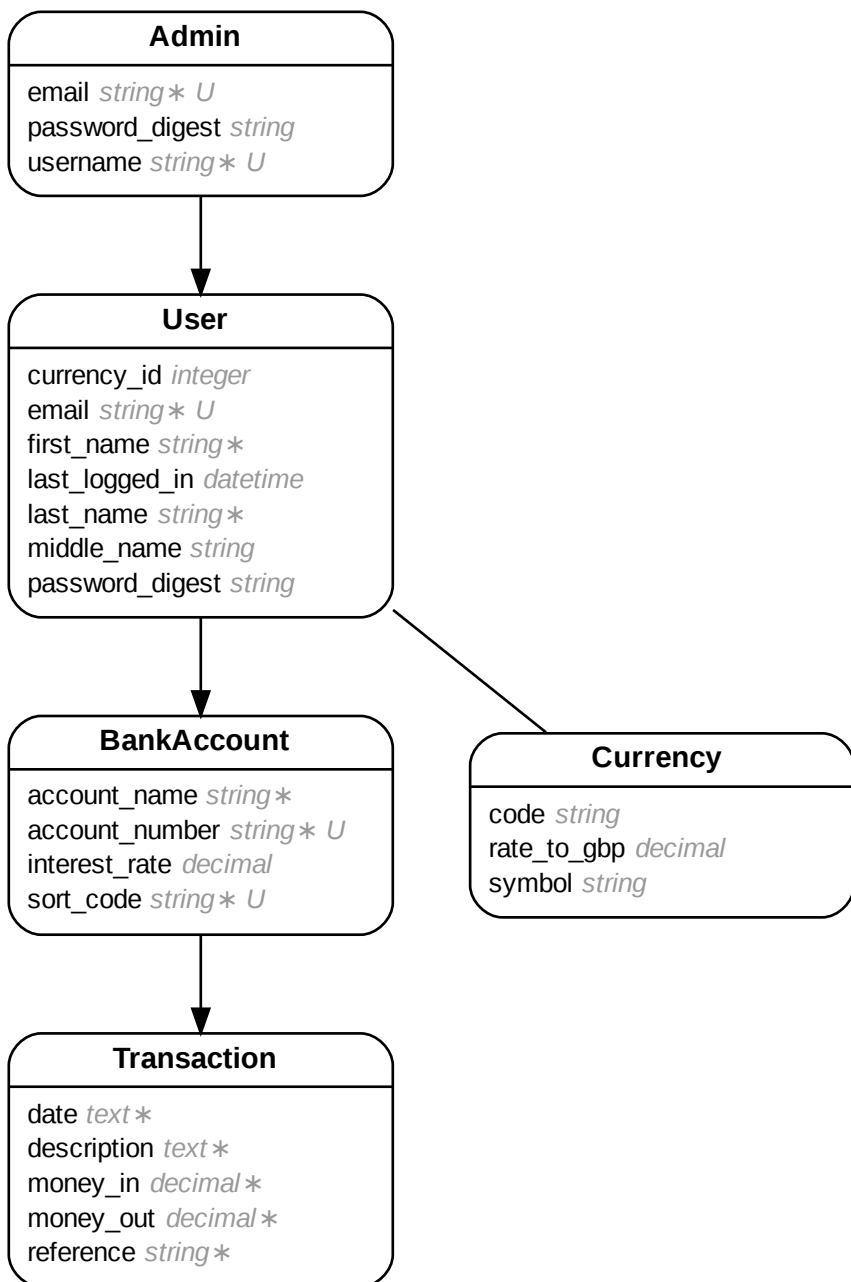 Admin
email string∗ U
password_digest string
username string∗ U
User
currency_id integer
email string∗ U
first_name string∗
last_logged_in datetime
last_name string∗
middle_name string
password_digest string
BankAccount
account_name string∗
account_number string∗ U
interest_rate decimal
sort_code string∗ U
Currency
code string
rate_to_gbp decimal
symbol string
Transaction
date text∗
description text∗
money_in decimal∗
money_out decimal∗
reference string∗